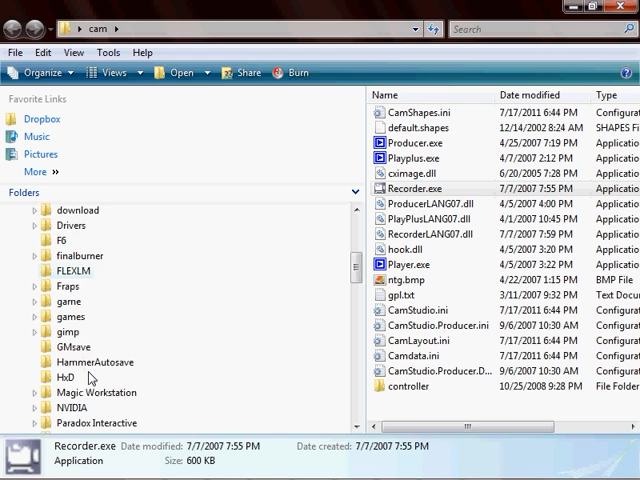 cam
Search
File Edit View Tools Help
Organize Views Open Share Burn
Favorite Links
Dropbox
Music
Pictures
More »
Folders
download
Drivers
F6
finalburner
FLEXLM
Fraps
game
games
gimp
GMsave
HammerAutosave
HxD
Magic Workstation
NVIDIA
Paradox Interactive
Name Date modified Type
CamShapes.ini 7/17/2011 6:44 PM Configurat
default.shapes 12/14/2002 8:24 AM SHAPES Fi
Producer.exe 4/25/2007 7:19 PM Applicatio
Playplus.exe 4/7/2007 2:12 PM Applicatio
cximage.dll 6/20/2005 7:28 PM Applicatio
Recorder.exe 7/7/2007 7:55 PM Applicatio
ProducerLANG07.dll 4/5/2007 4:00 PM Applicatio
PlayPlusLANG07.dll 4/1/2007 10:45 PM Applicatio
RecorderLANG07.dll 7/7/2007 7:59 PM Applicatio
hook.dll 4/5/2007 3:20 PM Applicatio
Player.exe 4/5/2007 3:22 PM Applicatio
ntg.bmp 4/22/2007 1:15 PM BMP File
gpl.txt 3/11/2007 9:32 PM Text Docu
CamStudio.ini 7/17/2011 6:44 PM Configurat
CamStudio.Producer.ini 9/6/2007 10:30 AM Configurat
CamLayout.ini 7/17/2011 6:44 PM Configurat
Camdata.ini 7/17/2011 6:44 PM Configurat
CamStudio.Producer.D... 9/6/2007 10:30 AM Configurat
controller 10/25/2008 9:28 PM File Folder
Recorder.exe Date modified: 7/7/2007 7:55 PM Date created: 7/7/2007 7:55 PM
Application Size: 600 KB